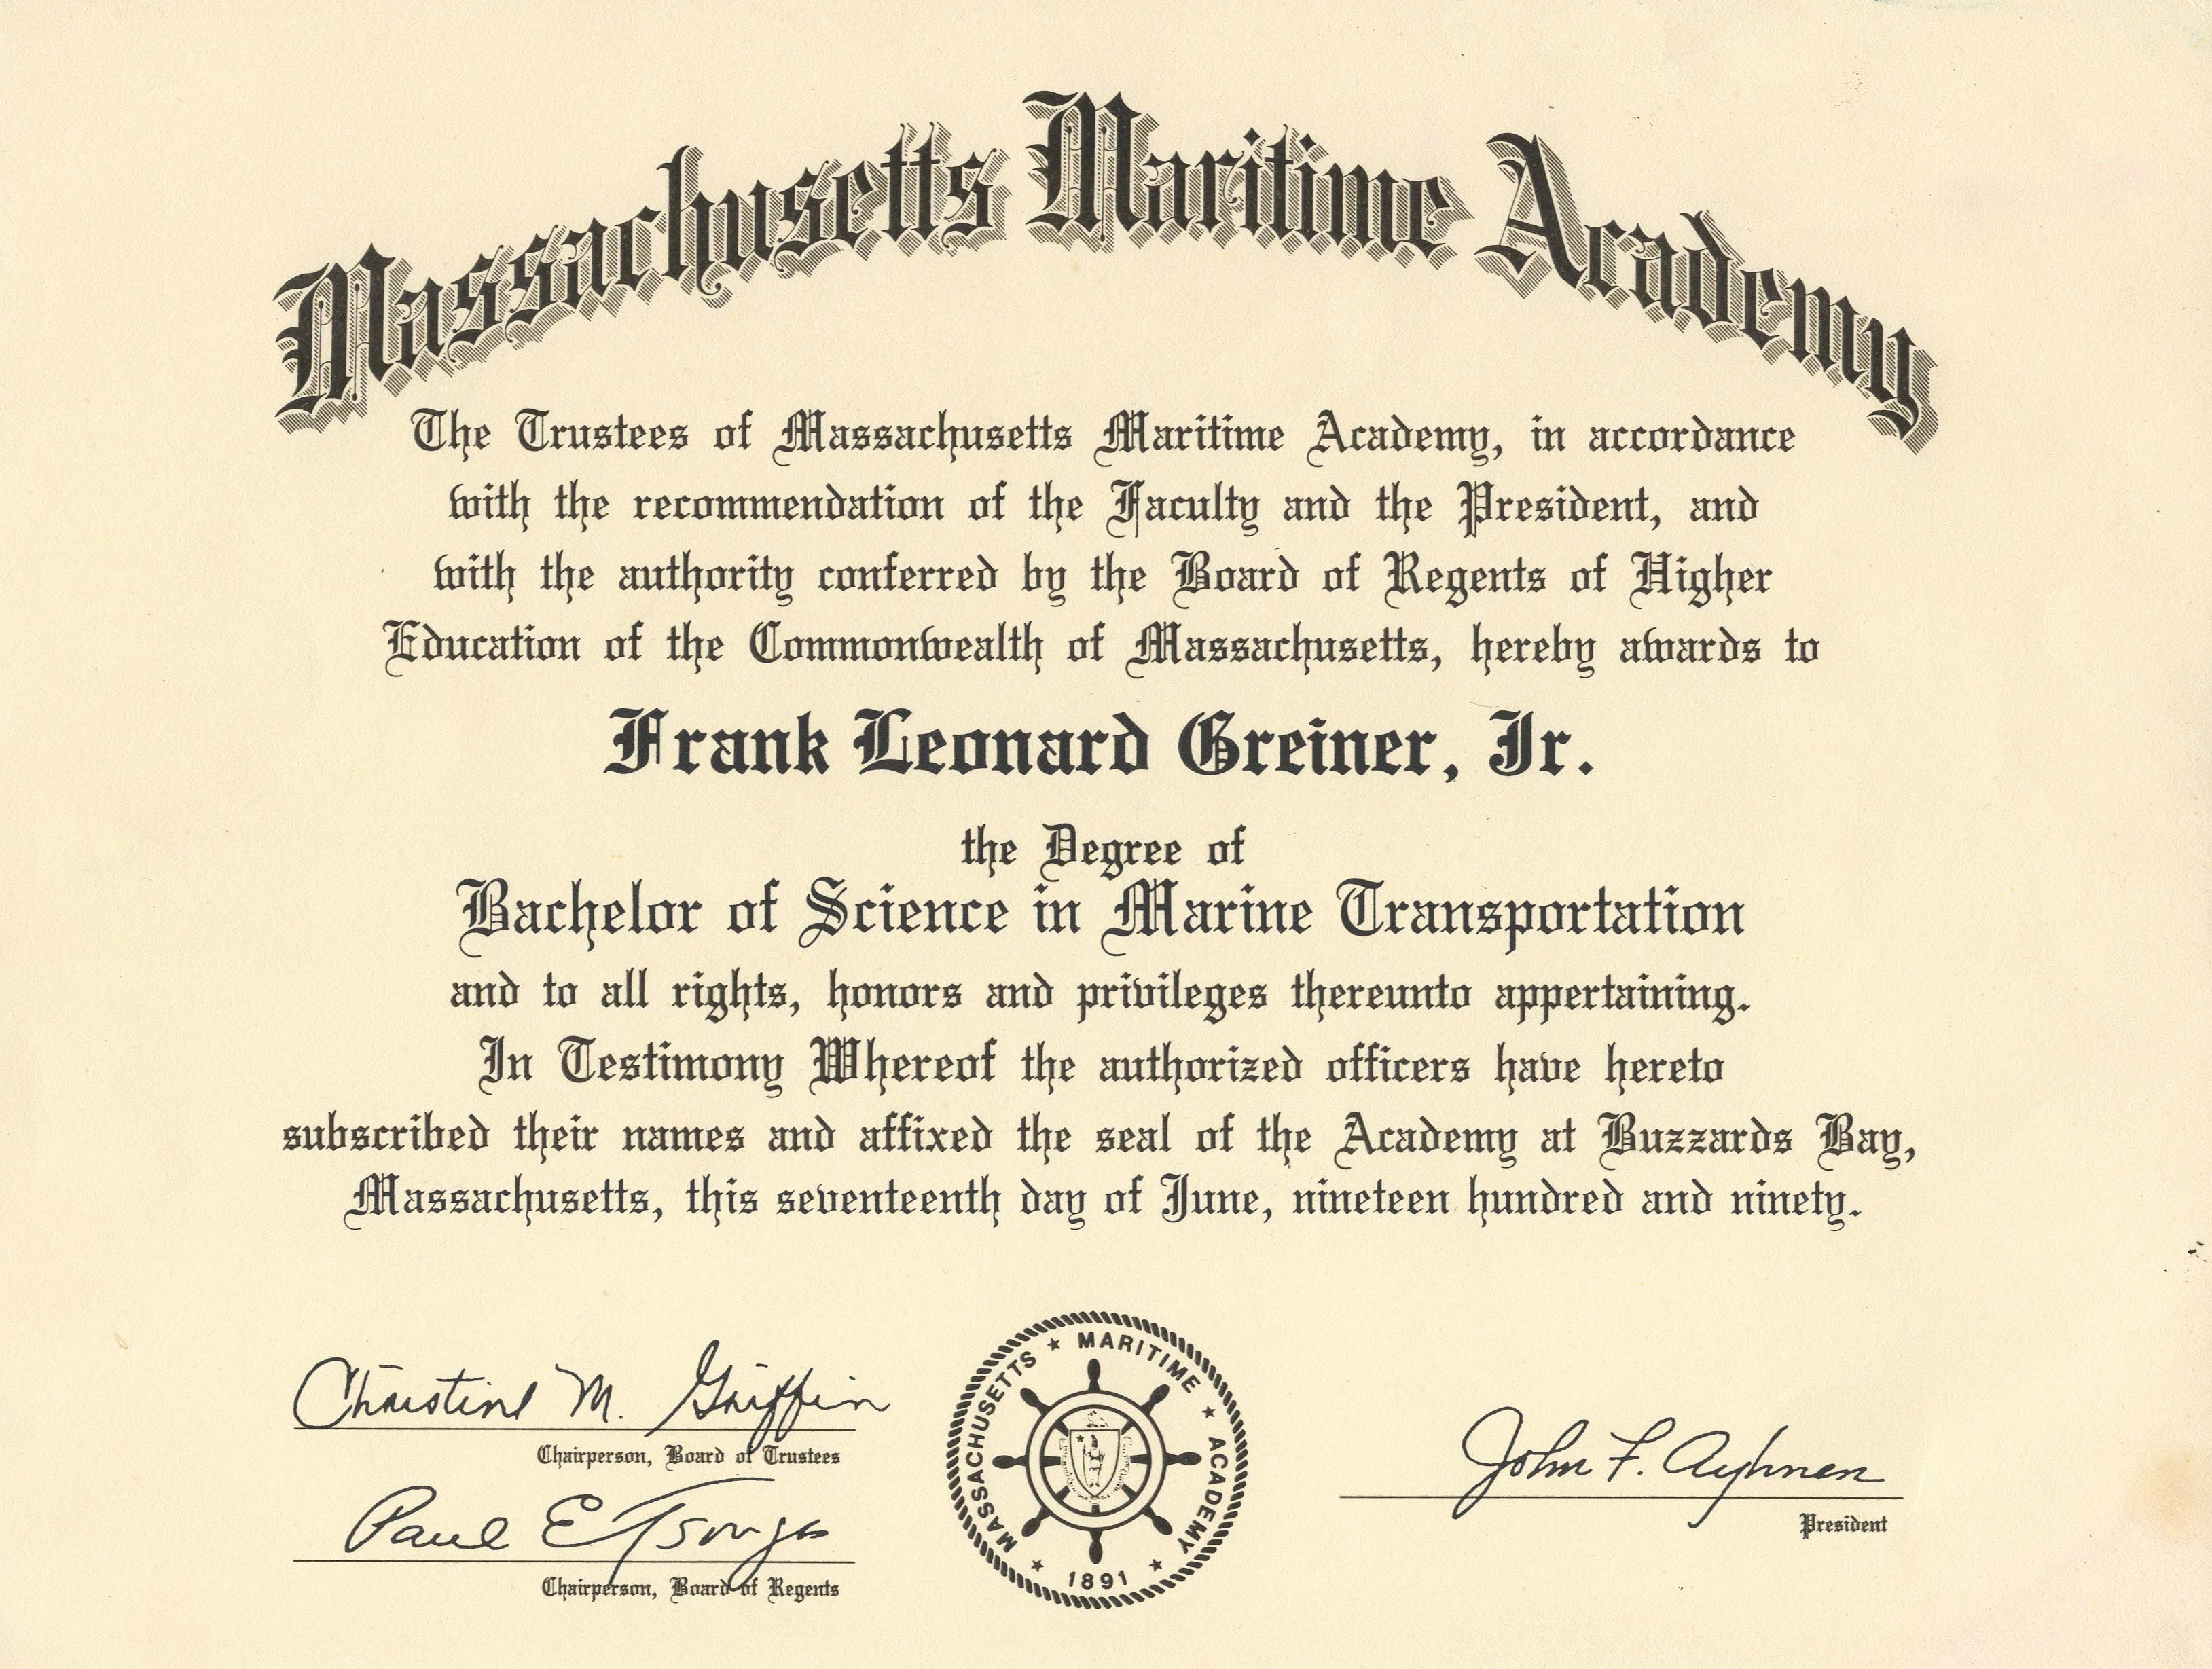 Massachusetts Maritime Academy
The Trustees of Massachusetts Maritime Academy, in accordance
with the recommendation of the Faculty and the President, and
with the authority conferred by the Board of Regents of Higher
Education of the Commonwealth of Massachusetts, hereby awards to
Frank Leonard Greiner, Jr.
the Degree of
Bachelor of Science in Marine Transportation
and to all rights, honors and privileges thereunto appertaining.
In Testimony Whereof the authorized officers have hereto
subscribed their names and affixed the seal of the Academy at Buzzards Bay,
Massachusetts, this seventeenth day of June, nineteen hundred and ninety.
Christine M. Griffin
Chairperson, Board of Trustees
Paul E Tsongas
Chairperson, Board of Regents
MASSACHUSETTS ★ MARITIME ★ ACADEMY
★ 1891 ★
John F. Aylmer
President